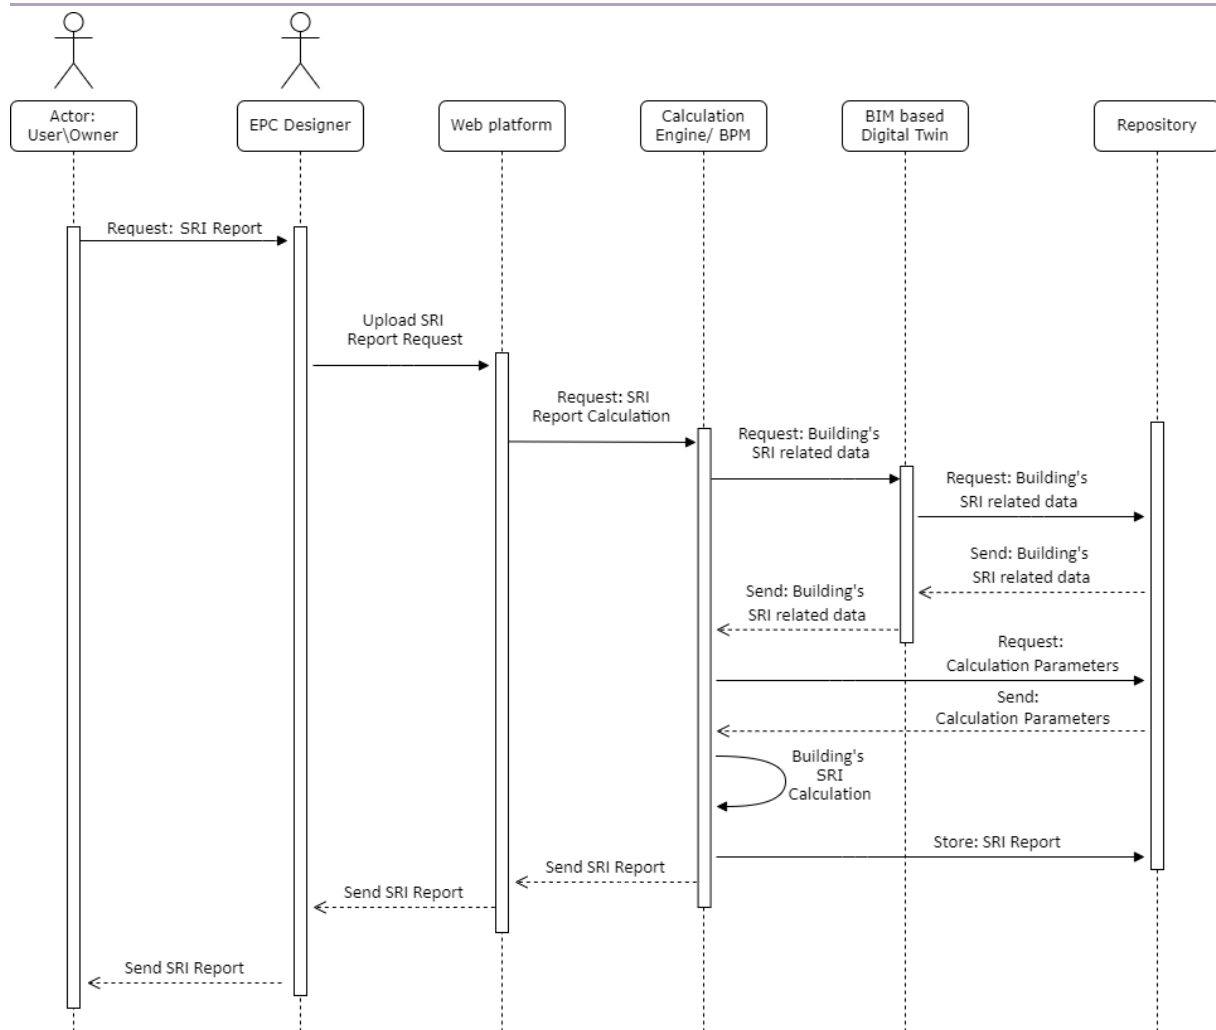 Actor:
User\Owner
EPC Designer
Web platform
Calculation
Engine/ BPM
BIM based
Digital Twin
Repository
Request: SRI Report
Upload SRI
Report Request
Request: SRI
Report Calculation
Request: Building's
SRI related data
Request: Building's
SRI related data
Send: Building's
SRI related data
Send: Building's
SRI related data
Request:
Calculation Parameters
Send:
Calculation Parameters
Building's
SRI
Calculation
Store: SRI Report
Send SRI Report
Send SRI Report
Send SRI Report